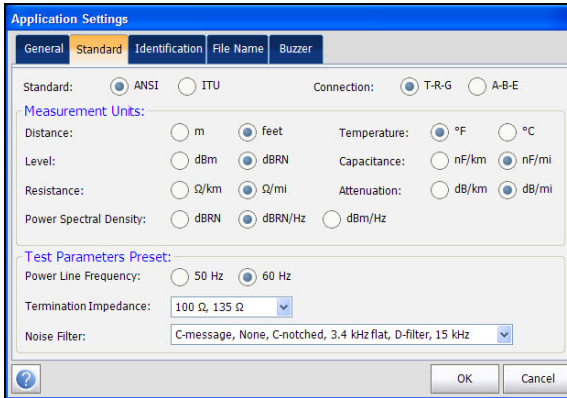 Application Settings
General Standard Identification File Name Buzzer
Standard: ANSI ITU Connection: T-R-G A-B-E
Measurement Units:
Distance: m feet Temperature: °F °C
Level: dBm dBRN Capacitance: nF/km nF/mi
Resistance: Ω/km Ω/mi Attenuation: dB/km dB/mi
Power Spectral Density: dBRN dBRN/Hz dBm/Hz
Test Parameters Preset:
Power Line Frequency: 50 Hz 60 Hz
Termination Impedance: 100 Ω, 135 Ω
Noise Filter: C-message, None, C-notched, 3.4 kHz flat, D-filter, 15 kHz
? OK Cancel